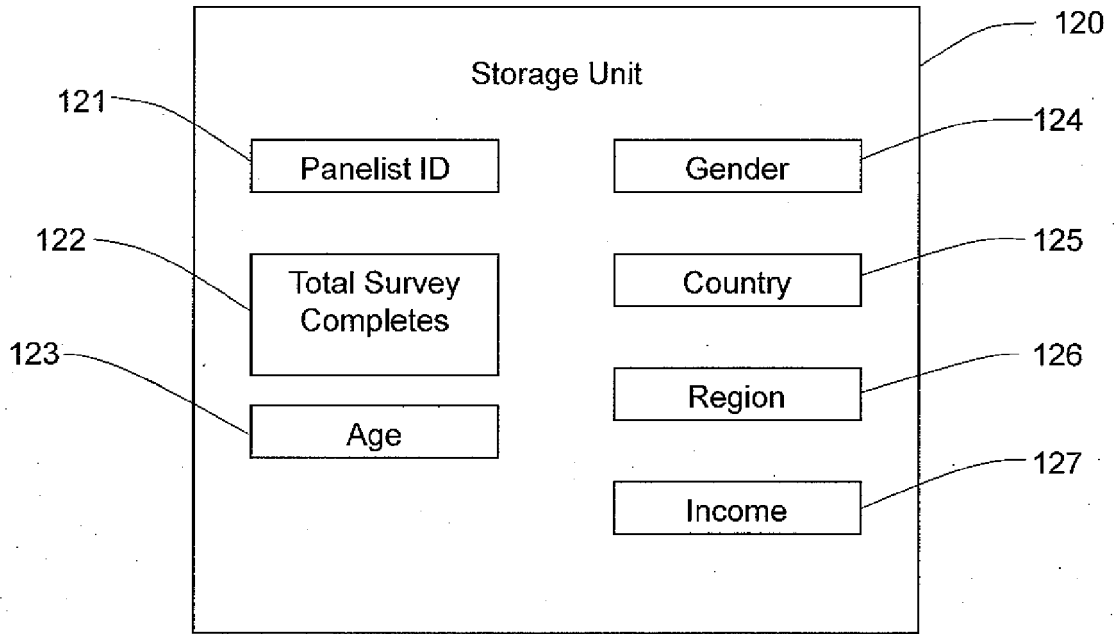 120
Storage Unit
121
Panelist ID
124
Gender
122
Total Survey
Completes
125
Country
123
Age
126
Region
127
Income